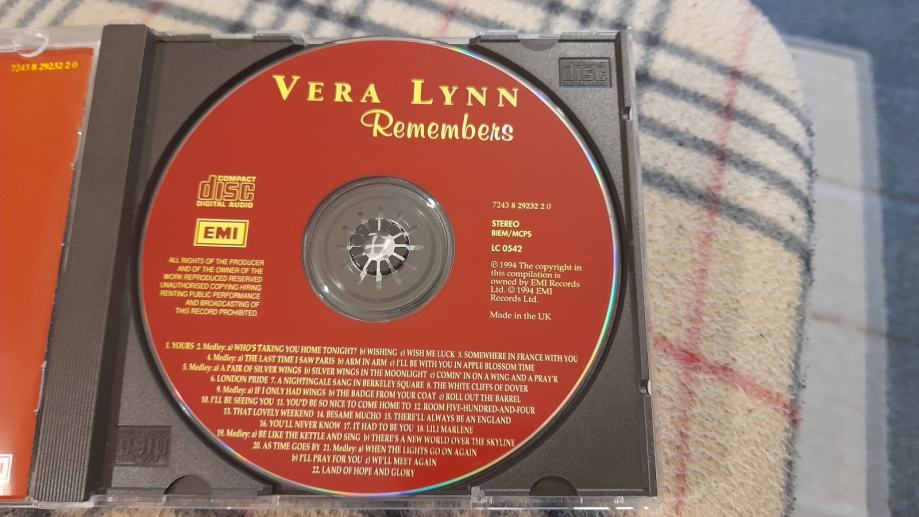 7243 8 29232 2 0
VERA LYNN
Remembers
COMPACT
disc
DIGITAL AUDIO
EMI
ALL RIGHTS OF THE PRODUCER
AND OF THE OWNER OF THE
WORK REPRODUCED RESERVED
UNAUTHORISED COPYING HIRING
RENTING PUBLIC PERFORMANCE
AND BROADCASTING OF
THIS RECORD PROHIBITED.
7243 8 29232 2 0
STEREO
BIEM/MCPS
LC 0542
℗ 1994 The copyright in
this compilation is
owned by EMI Records
Ltd. © 1994 EMI
Records Ltd.
Made in the UK
1. YOURS 2. Medley: a) WHO'S TAKING YOU HOME TONIGHT? b) WISHING c) WISH ME LUCK 3. SOMEWHERE IN FRANCE WITH YOU
4. Medley: a) THE LAST TIME I SAW PARIS b) ARM IN ARM c) I'LL BE WITH YOU IN APPLE BLOSSOM TIME
5. Medley: a) A PAIR OF SILVER WINGS b) SILVER WINGS IN THE MOONLIGHT c) COMIN' IN ON A WING AND A PRAY'R
6. LONDON PRIDE 7. A NIGHTINGALE SANG IN BERKELEY SQUARE 8. THE WHITE CLIFFS OF DOVER
9. Medley: a) IF I ONLY HAD WINGS b) THE BADGE FROM YOUR COAT c) ROLL OUT THE BARREL
10. I'LL BE SEEING YOU 11. YOU'D BE SO NICE TO COME HOME TO 12. ROOM FIVE-HUNDRED-AND-FOUR
13. THAT LOVELY WEEKEND 14. BESAME MUCHO 15. THERE'LL ALWAYS BE AN ENGLAND
16. YOU'LL NEVER KNOW 17. IT HAD TO BE YOU 18. LILI MARLENE
19. Medley: a) BE LIKE THE KETTLE AND SING b) THERE'S A NEW WORLD OVER THE SKYLINE
20. AS TIME GOES BY 21. Medley: a) WHEN THE LIGHTS GO ON AGAIN
b) I'LL PRAY FOR YOU c) WE'LL MEET AGAIN
22. LAND OF HOPE AND GLORY
disc